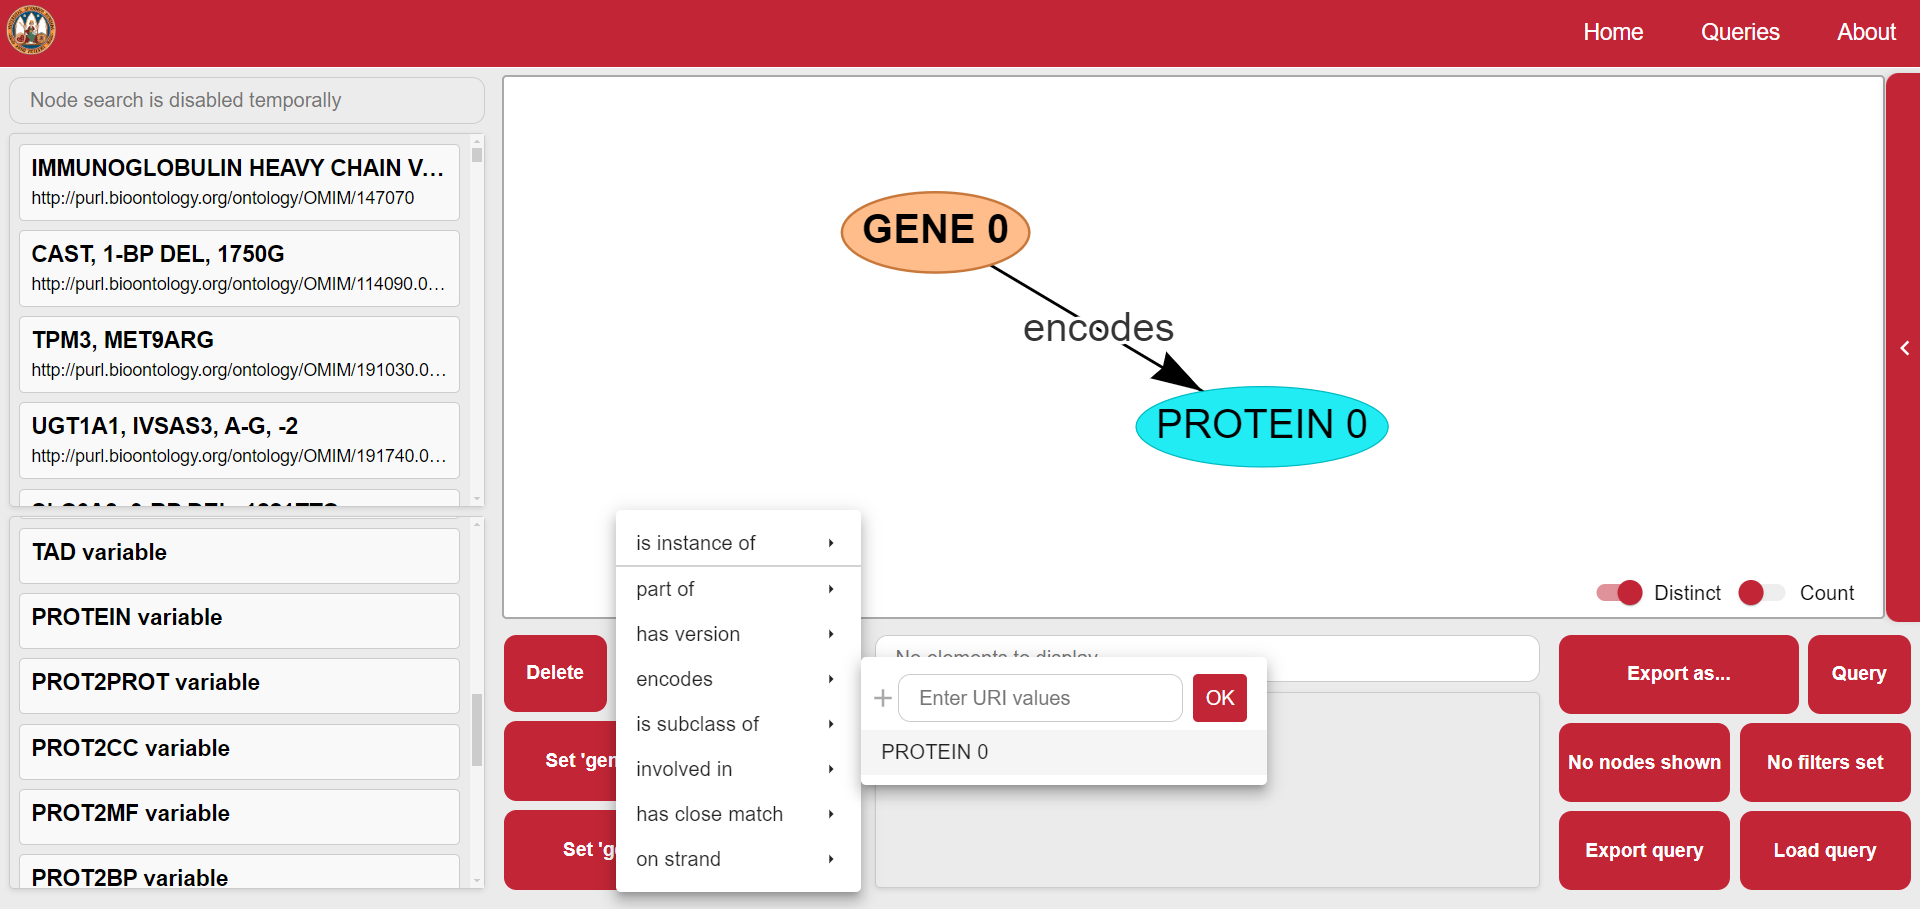 Home
Queries
About
Node search is disabled temporally
IMMUNOGLOBULIN HEAVY CHAIN V...
http://purl.bioontology.org/ontology/OMIM/147070
CAST, 1-BP DEL, 1750G
http://purl.bioontology.org/ontology/OMIM/114090.0...
TPM3, MET9ARG
http://purl.bioontology.org/ontology/OMIM/191030.0...
UGT1A1, IVSAS3, A-G, -2
http://purl.bioontology.org/ontology/OMIM/191740.0...
TAD variable
PROTEIN variable
PROT2PROT variable
PROT2CC variable
PROT2MF variable
PROT2BP variable
GENE 0
encodes
PROTEIN 0
Distinct
Count
Delete
Set 'gen
Set 'g
is instance of
part of
has version
encodes
is subclass of
involved in
has close match
on strand
No elements to display
Enter URI values
OK
PROTEIN 0
Export as...
Query
No nodes shown
No filters set
Export query
Load query